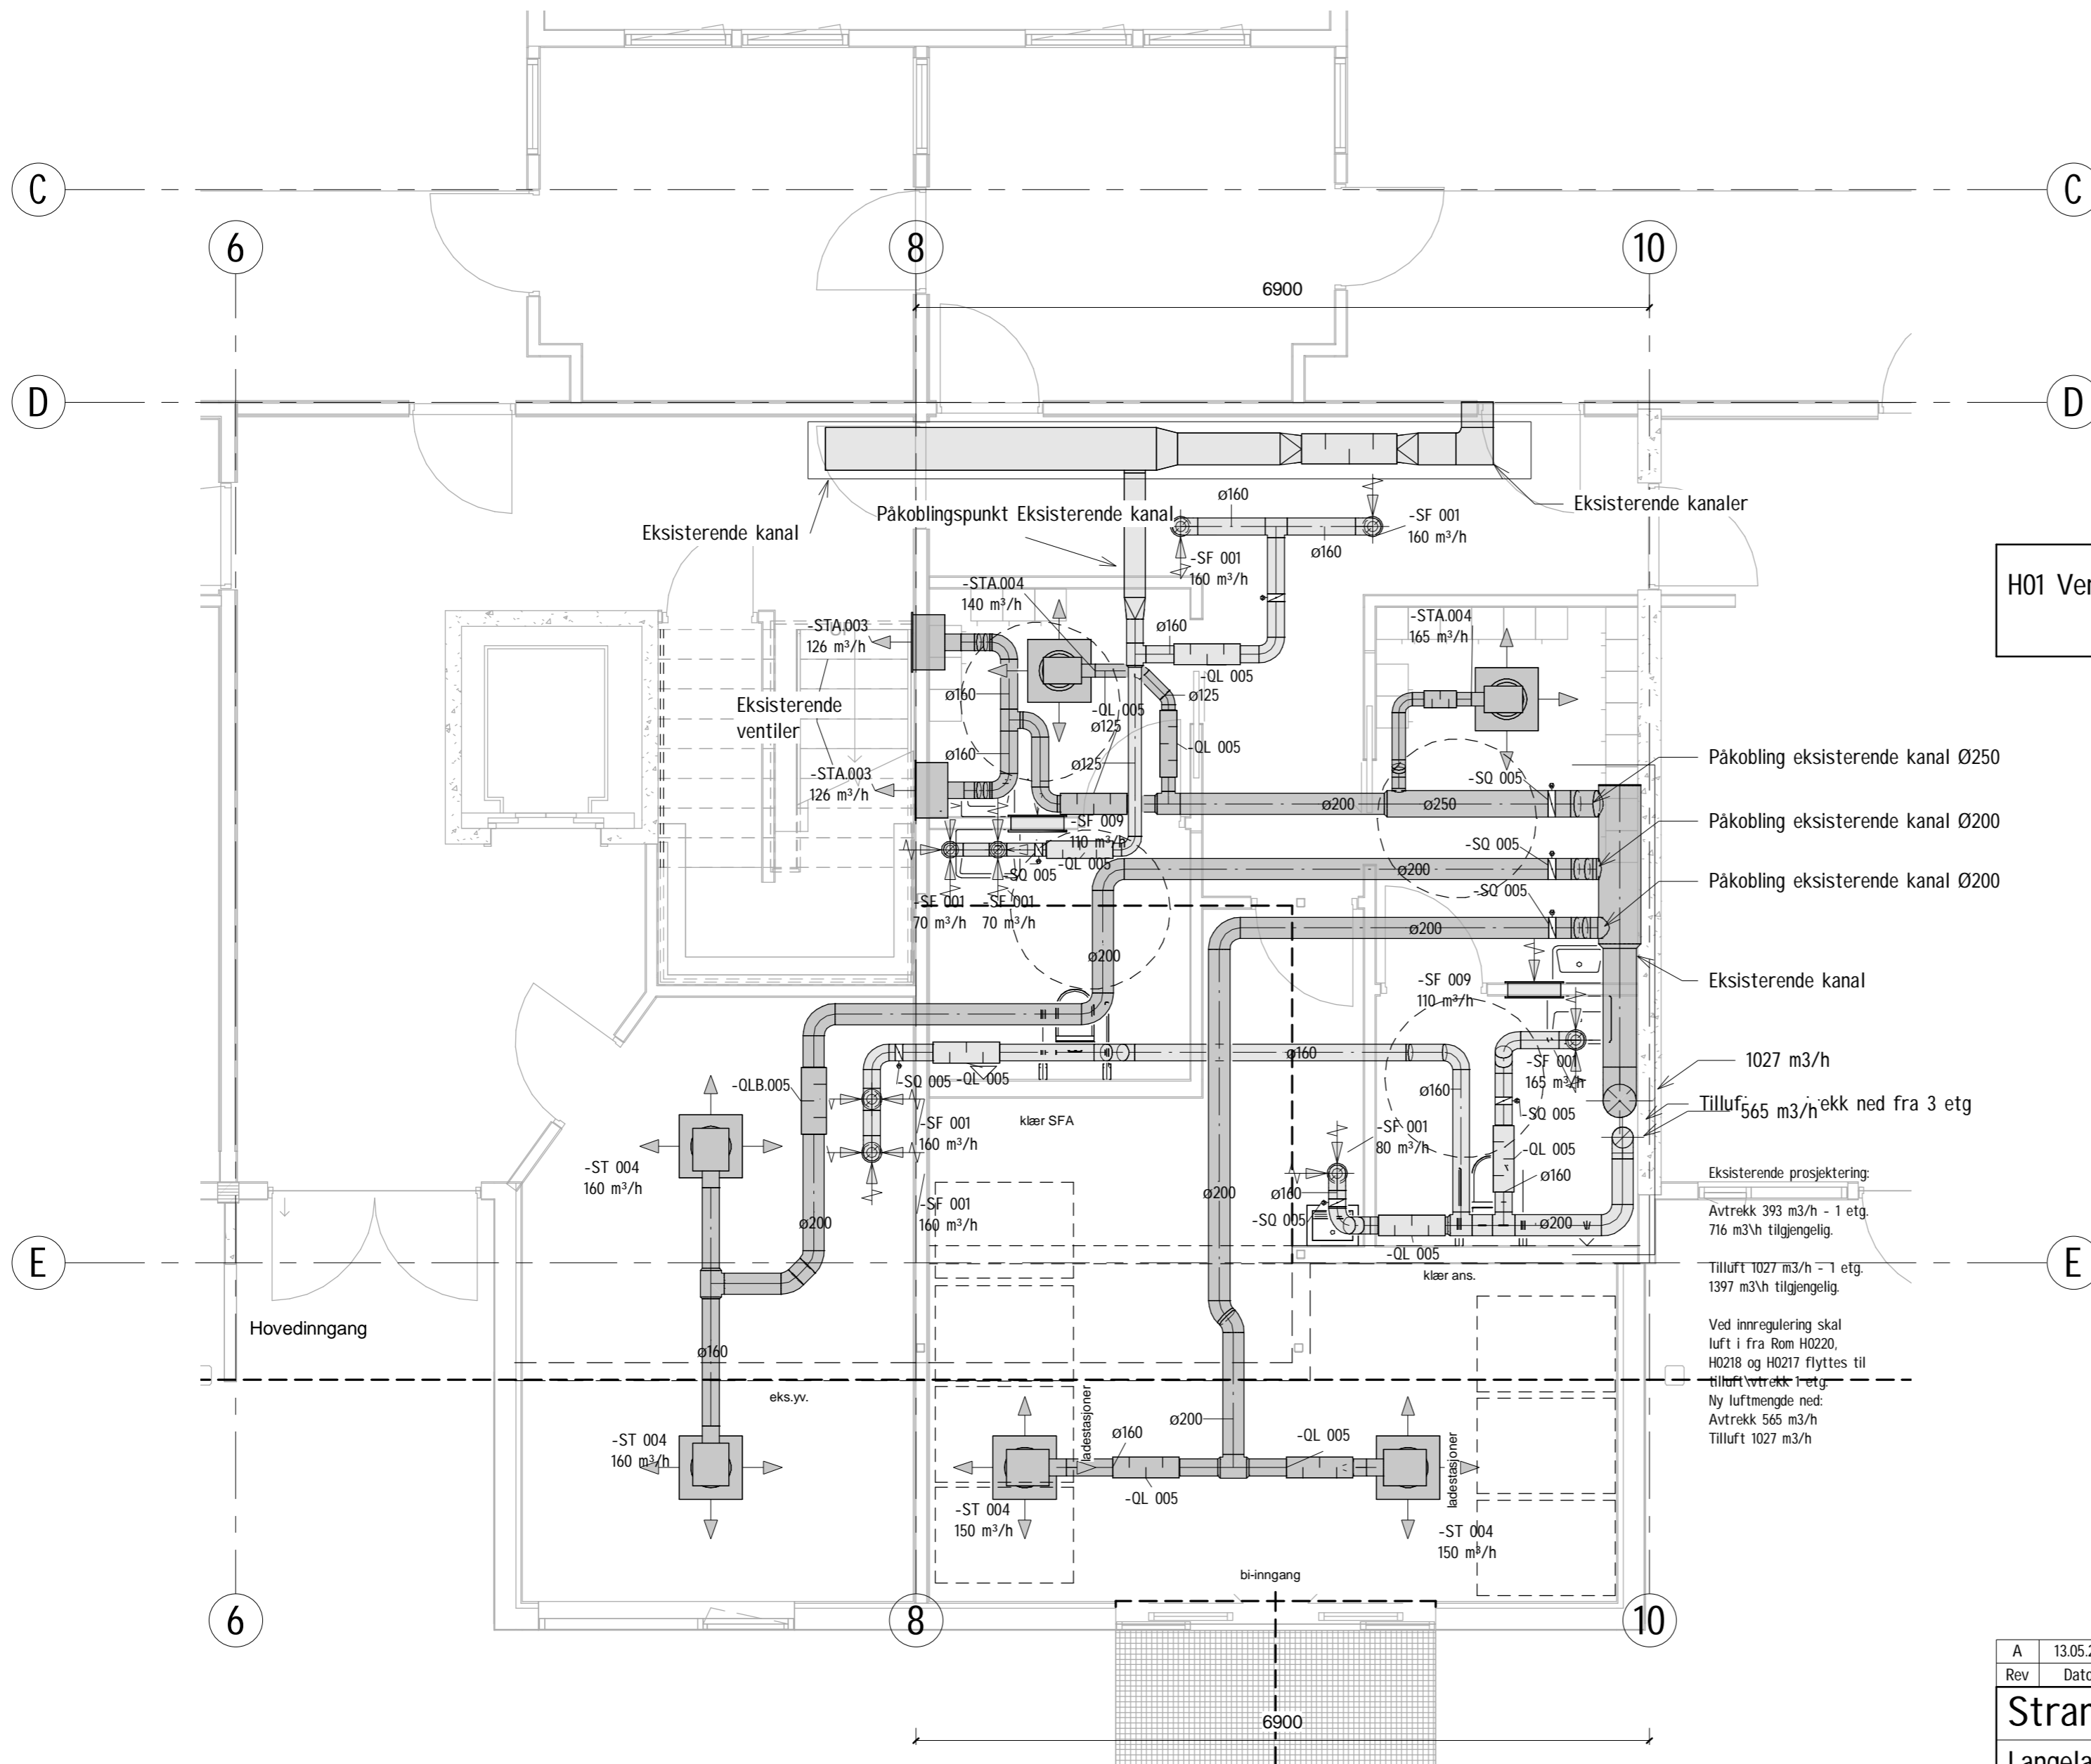 C
C
6
8
10
6900
D
D
ø160
Påkoblingspunkt Eksisterende kanal
Eksisterende kanaler
-SF 001
160 m³/h
Eksisterende kanal
ø160
-SF 001
160 m³/h
H01
-STA.004
140 m³/h
-STA.003
126 m³/h
ø160
-STA.004
165 m³/h
-QL 005
ø160
ø125
Eksisterende
ventiler
-QL 005
ø125
-QL 005
ø160
ø125
-STA.003
126 m³/h
-SQ 005
Påkobling eksisterende kanal Ø250
ø200
ø250
-SF 009
110 m³/h
Påkobling eksisterende kanal Ø200
-SQ 005
-QL 005
-SQ 005
ø200
Påkobling eksisterende kanal Ø200
-SQ 005
-SF 001
70 m³/h
-SF 001
70 m³/h
ø200
ø200
-SF 009
110 m³/h
Eksisterende kanal
ø160
-SF 001
165 m³/h
1027 m3/h
-QLB.005
-SQ 005
-QL 005
ø160
565 m3/h
ekk ned fra 3 etg
-SQ 005
klær SFA
-SF 001
160 m³/h
-SF 001
80 m³/h
-QL 005
-ST 004
160 m³/h
ø160
Eksisterende prosjektering:
Avtrekk 393 m3/h - 1 etg.
716 m3\h tilgjengelig.
Tilluft 1027 m3/h - 1 etg.
1397 m3\h tilgjengelig.
Ved innregulering skal
luft i fra Rom H0220,
H0218 og H0217 flyttes til
tilluft\vtrekk 1 etg.
Ny luftmengde ned:
Avtrekk 565 m3/h
Tilluft 1027 m3/h
ø200
ø160
-SF 001
160 m³/h
ø200
-SQ 005
ø200
-QL 005
E
E
klær ans.
Hovedinngang
ø160
eks.yv.
ladestasjoner
ø200
ø160
-QL 005
ladestasjoner
-ST 004
160 m³/h
-QL 005
-ST 004
150 m³/h
-ST 004
150 m³/h
bi-inngang
6
8
10
A
13.05.2
Rev
Dato
6900